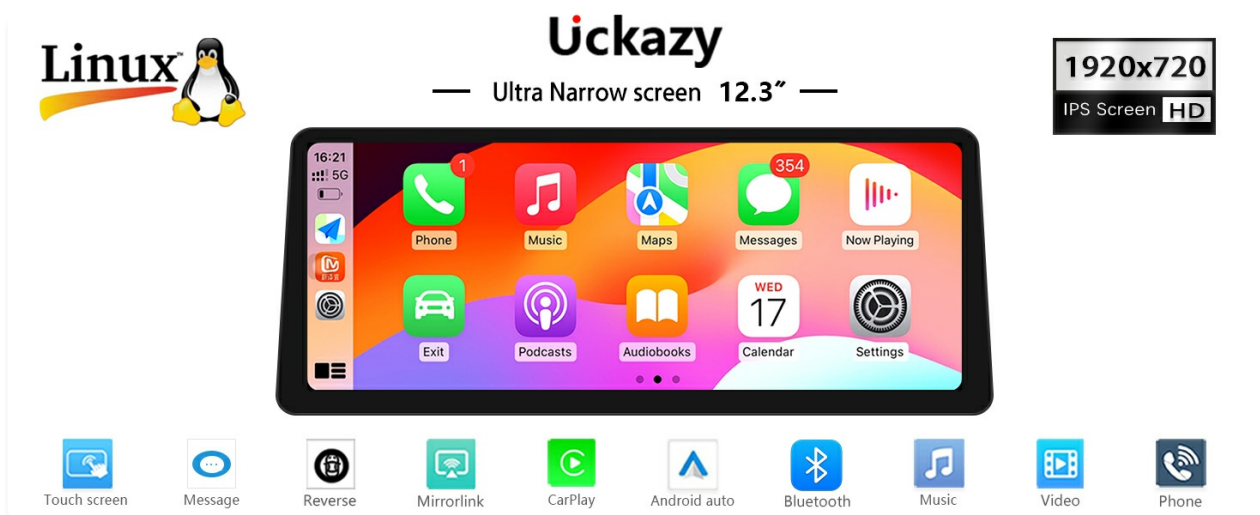 Linux™
Uckazy
Ultra Narrow screen 12.3″
1920x720
IPS Screen HD
16:21
5G
1
354
Phone
Music
Maps
Messages
Now Playing
WED
17
Exit
Podcasts
Audiobooks
Calendar
Settings
Touch screen
Message
Reverse
Mirrorlink
CarPlay
Android auto
Bluetooth
Music
Video
Phone